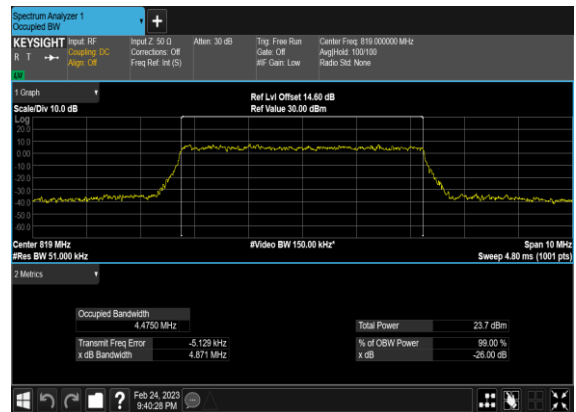 Spectrum Analyzer 1
Occupied BW
KEYSIGHT Input: RF Input Z: 50 Ω Atten: 30 dB Trig: Free Run Center Freq: 819.000000 MHz
R T Coupling: DC Corrections: Off Gate: Off Avg|Hold: 100/100
Align: Off Freq Ref: Int (S) #IF Gain: Low Radio Std: None
1 Graph
Ref Lvl Offset 14.60 dB
Scale/Div 10.0 dB Ref Value 30.00 dBm
Log
20.0
10.0
0.00
-10.0
-20.0
-30.0
-40.0
-50.0
-60.0
Center 819 MHz #Video BW 150.00 kHz* Span 10 MHz
#Res BW 51.000 kHz Sweep 4.80 ms (1001 pts)
2 Metrics
Occupied Bandwidth
4.4750 MHz Total Power 23.7 dBm
Transmit Freq Error -5.129 kHz % of OBW Power 99.00 %
x dB Bandwidth 4.871 MHz x dB -26.00 dB
? Feb 24, 2023
9:40:28 PM